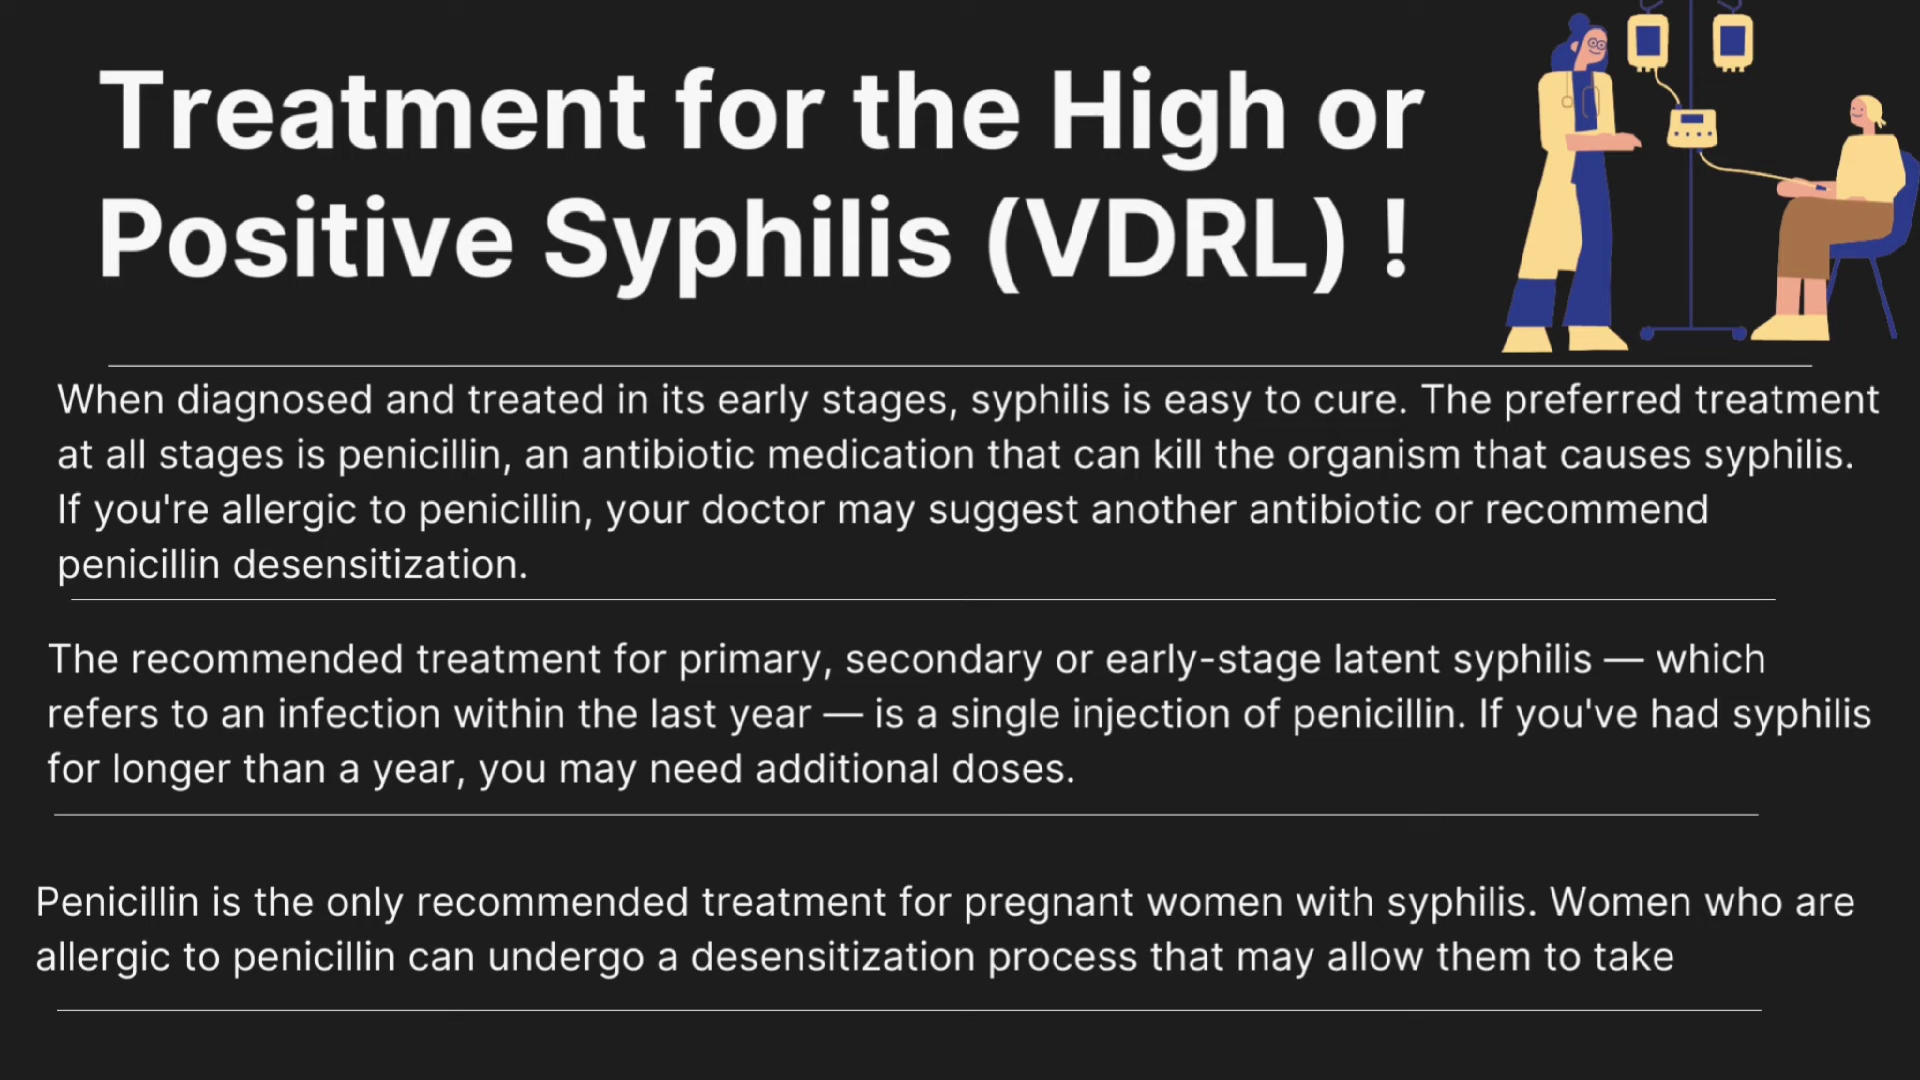 Treatment for the High or
Positive Syphilis (VDRL) !
When diagnosed and treated in its early stages, syphilis is easy to cure. The preferred treatment
at all stages is penicillin, an antibiotic medication that can kill the organism that causes syphilis.
If you're allergic to penicillin, your doctor may suggest another antibiotic or recommend
penicillin desensitization.
The recommended treatment for primary, secondary or early-stage latent syphilis — which
refers to an infection within the last year — is a single injection of penicillin. If you've had syphilis
for longer than a year, you may need additional doses.
Penicillin is the only recommended treatment for pregnant women with syphilis. Women who are
allergic to penicillin can undergo a desensitization process that may allow them to take